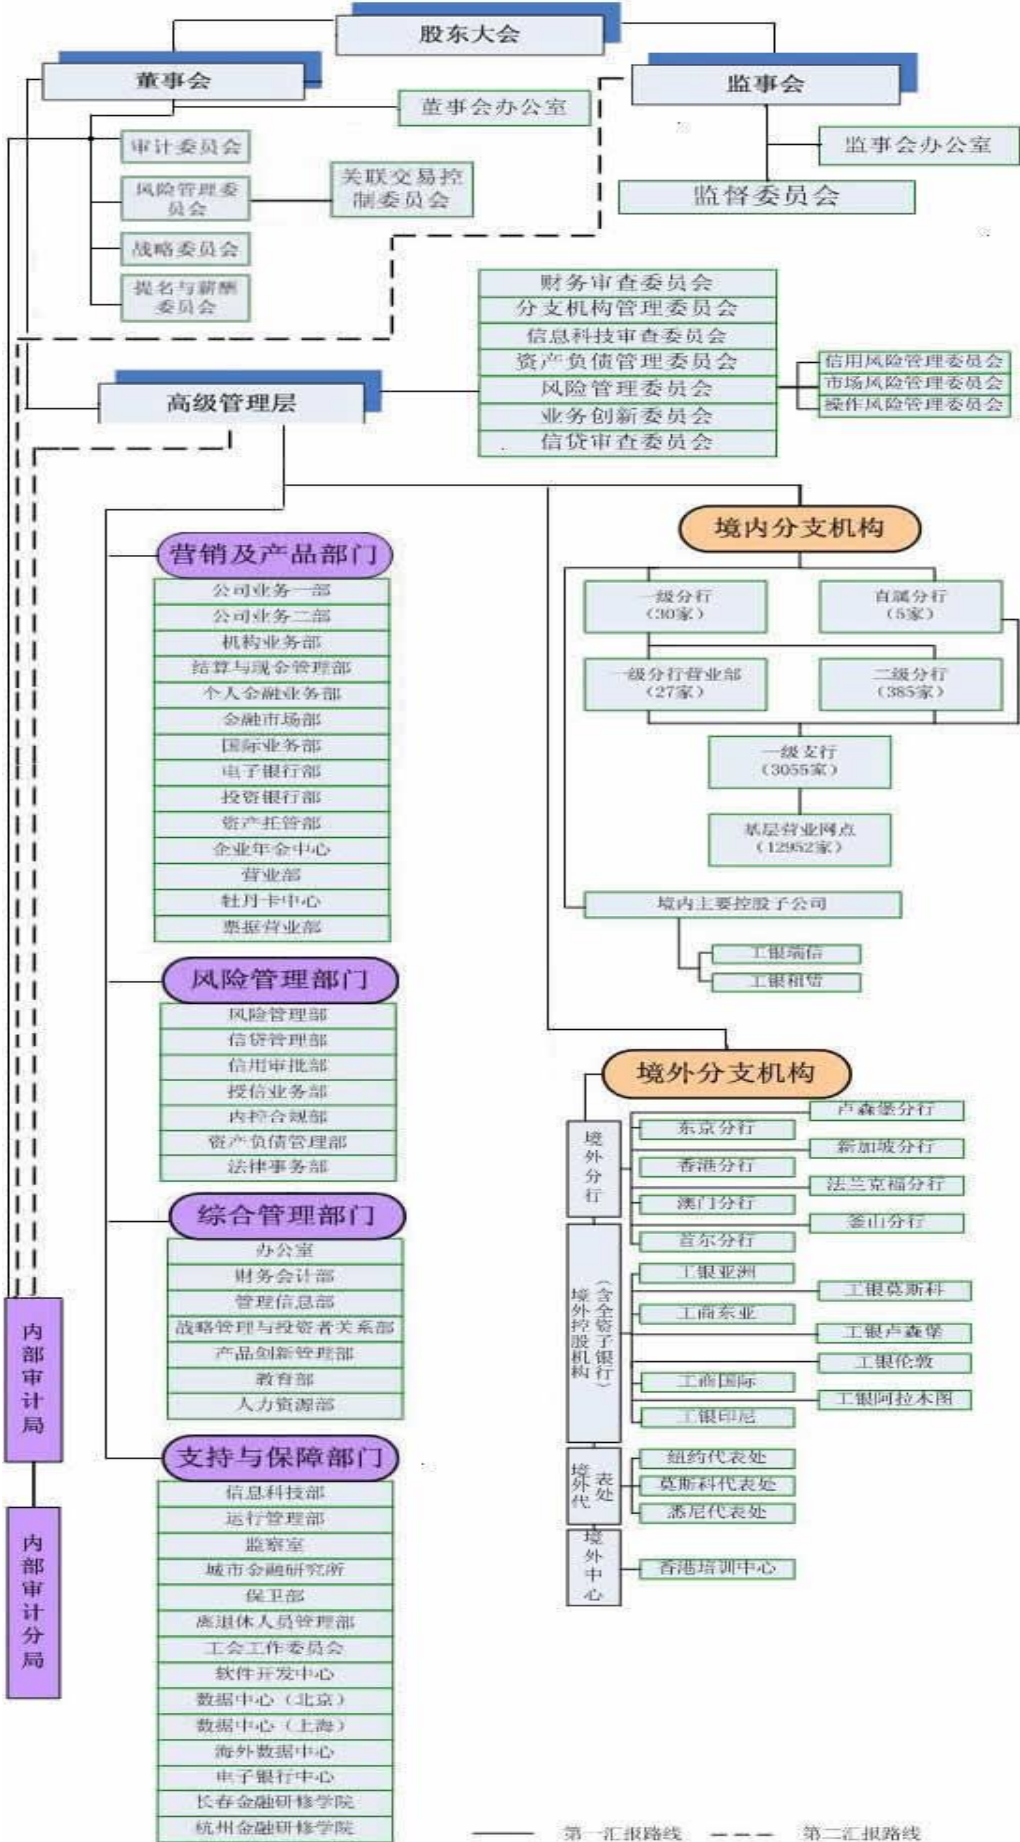 股东大会
董事会
监事会
董事会办公室
审计委员会
风险管理委
员会
关联交易控
制委员会
战略委员会
提名与薪酬
委员会
监事会办公室
监督委员会
财务审查委员会
分支机构管理委员会
信息科技审查委员会
资产负债管理委员会
风险管理委员会
业务创新委员会
信贷审查委员会
信用风险管理委员会
市场风险管理委员会
操作风险管理委员会
高级管理层
营销及产品部门
公司业务一部
公司业务二部
机构业务部
结算与现金管理部
个人金融业务部
金融市场部
国际业务部
电子银行部
投资银行部
资产托管部
企业年金中心
营业部
牡丹卡中心
票据营业部
风险管理部门
风险管理部
信贷管理部
信用审批部
授信业务部
内控合规部
资产负债管理部
法律事务部
综合管理部门
办公室
财务会计部
管理信息部
战略管理与投资者关系部
产品创新管理部
教育部
人力资源部
支持与保障部门
信息科技部
运行管理部
监察室
城市金融研究所
保卫部
离退休人员管理部
工会工作委员会
软件开发中心
数据中心（北京）
数据中心（上海）
海外数据中心
电子银行中心
长春金融研修学院
杭州金融研修学院
内部审计局
内部审计分局
境内分支机构
一级分行
（30家）
直属分行
（5家）
一级分行营业部
（27家）
二级分行
（385家）
一级支行
（3055家）
基层营业网点
（12952家）
境内主要控股子公司
工银瑞信
工银租赁
境外分支机构
境外分行
卢森堡分行
东京分行
新加坡分行
香港分行
法兰克福分行
澳门分行
釜山分行
首尔分行
境外控股机构
（含全资子银行）
工银亚洲
工银莫斯科
工商东亚
工银卢森堡
工银伦敦
工商国际
工银阿拉木图
工银印尼
境外代表处
纽约代表处
莫斯科代表处
悉尼代表处
境外中心
香港培训中心
第一汇报路线
第二汇报路线